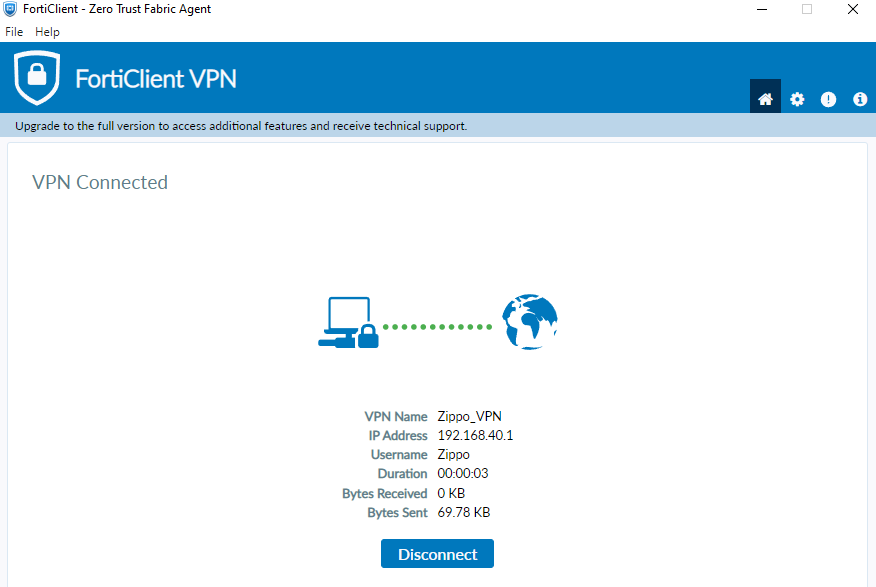 FortiClient - Zero Trust Fabric Agent
File Help
FortiClient VPN
Upgrade to the full version to access additional features and receive technical support.
VPN Connected
VPN Name Zippo_VPN
IP Address 192.168.40.1
Username Zippo
Duration 00:00:03
Bytes Received 0 KB
Bytes Sent 69.78 KB
Disconnect